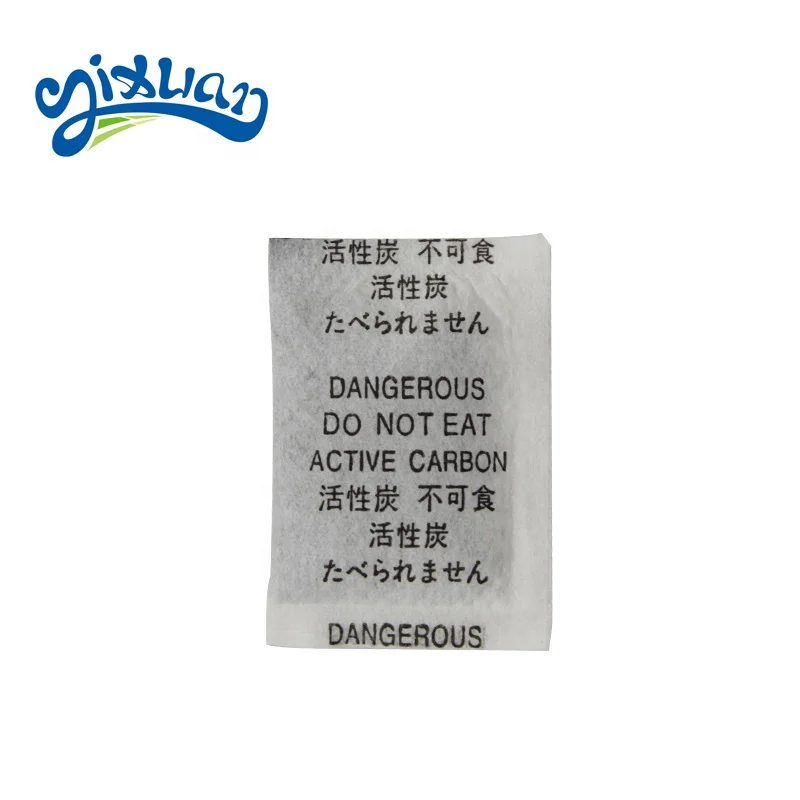 yixuan
活性炭 不可食
活性炭
たべられません
DANGEROUS
DO NOT EAT
ACTIVE CARBON
活性炭 不可食
活性炭
たべられません
DANGEROUS